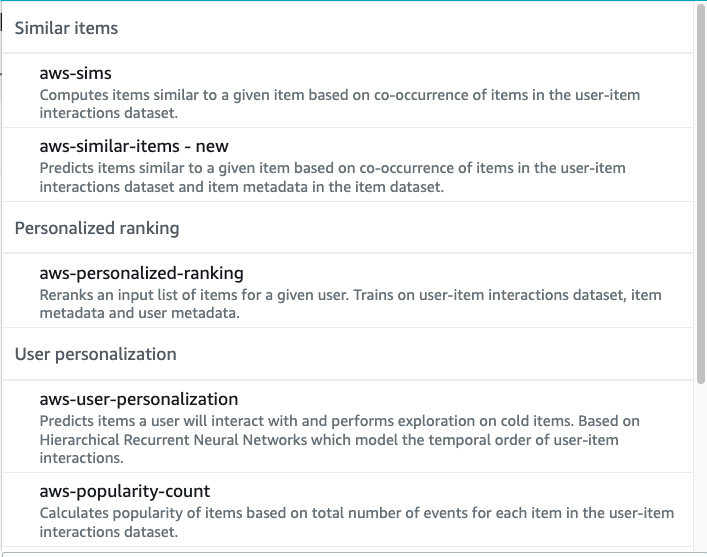 Similar items
aws-sims
Computes items similar to a given item based on co-occurrence of items in the user-item
interactions dataset.
aws-similar-items - new
Predicts items similar to a given item based on co-occurrence of items in the user-item
interactions dataset and item metadata in the item dataset.
Personalized ranking
aws-personalized-ranking
Reranks an input list of items for a given user. Trains on user-item interactions dataset, item
metadata and user metadata.
User personalization
aws-user-personalization
Predicts items a user will interact with and performs exploration on cold items. Based on
Hierarchical Recurrent Neural Networks which model the temporal order of user-item
interactions.
aws-popularity-count
Calculates popularity of items based on total number of events for each item in the user-item
interactions dataset.